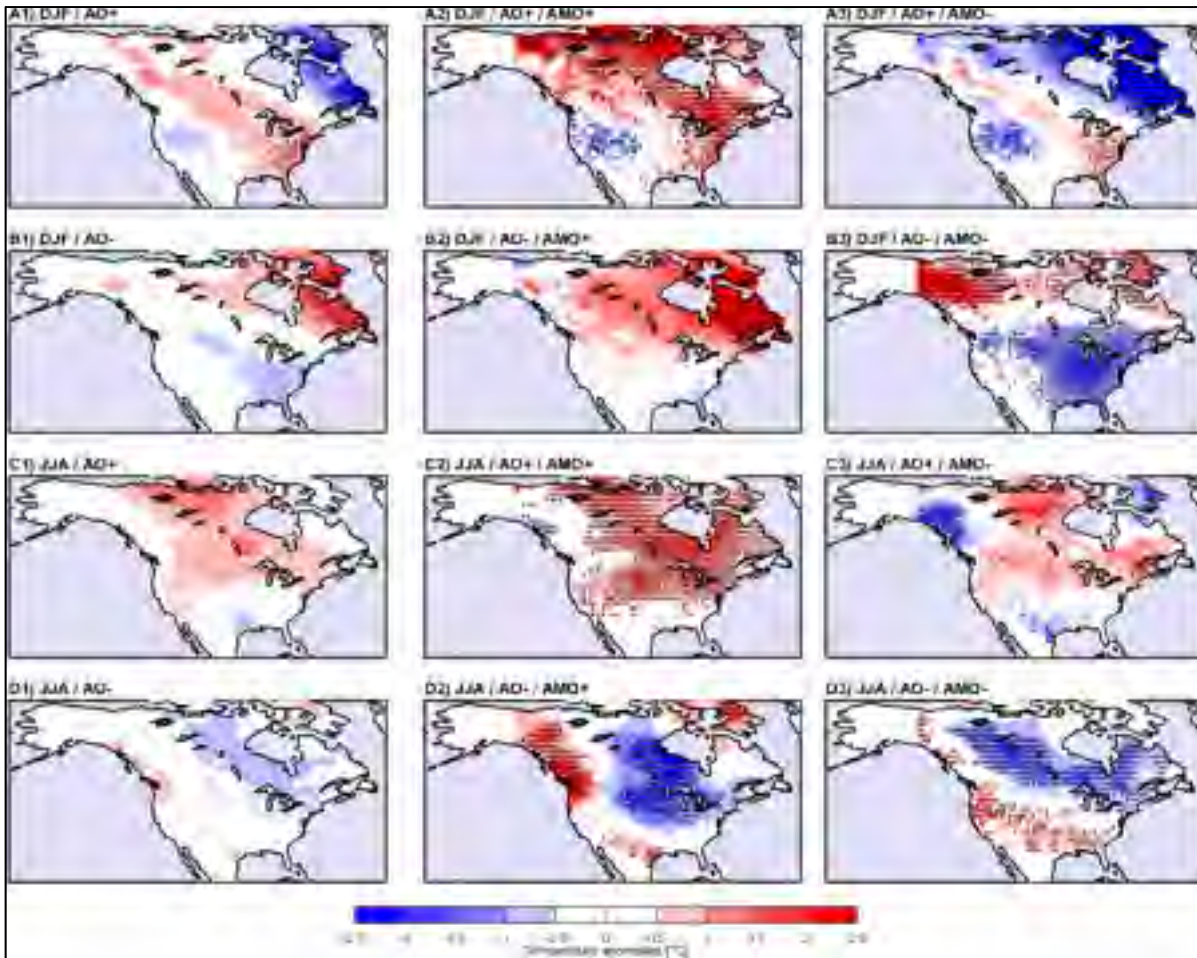 A1) DJF / AO+
A2) DJF / AO+ / AMO+
A3) DJF / AO+ / AMO-
B1) DJF / AO-
B2) DJF / AO- / AMO+
B3) DJF / AO- / AMO-
C1) JJA / AO+
C2) JJA / AO+ / AMO+
C3) JJA / AO+ / AMO-
D1) JJA / AO-
D2) JJA / AO- / AMO+
D3) JJA / AO- / AMO-
Temperature anomalies